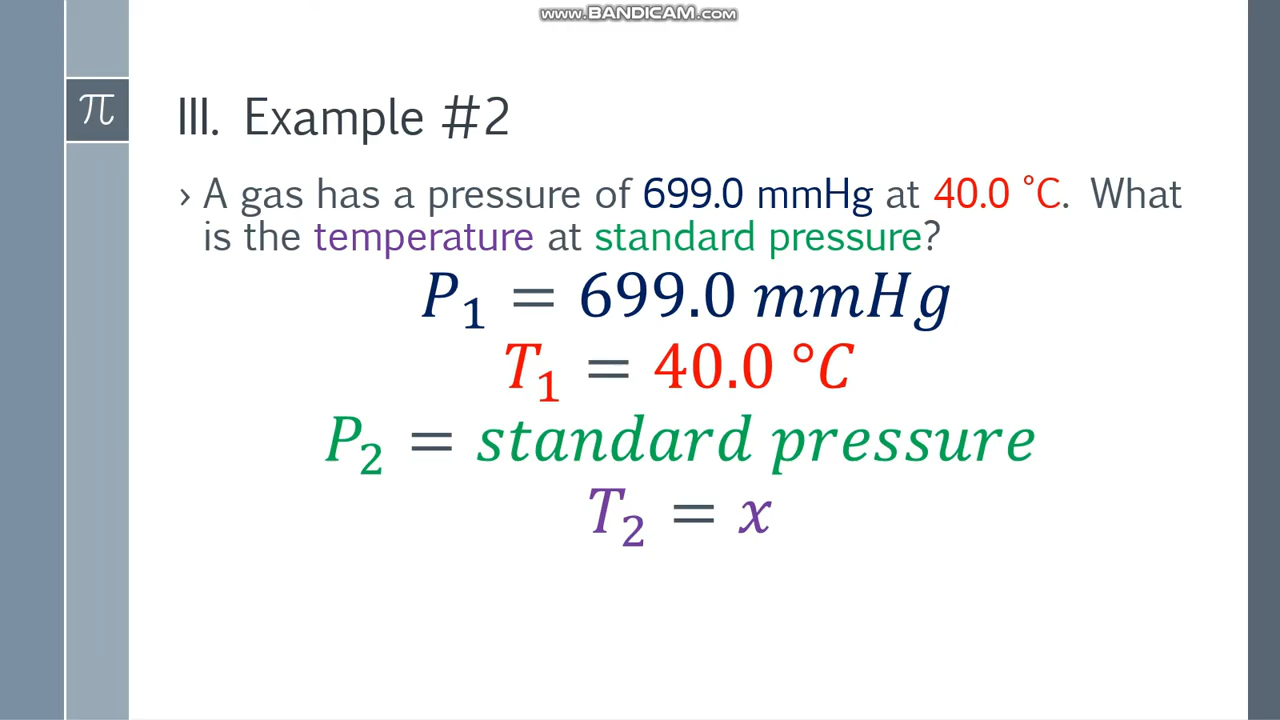 www.BANDICAM.com
π
III. Example #2
› A gas has a pressure of 699.0 mmHg at 40.0 °C. What
is the temperature at standard pressure?
P₁ = 699.0 mmHg
T₁ = 40.0 °C
P₂ = standard pressure
T₂ = x